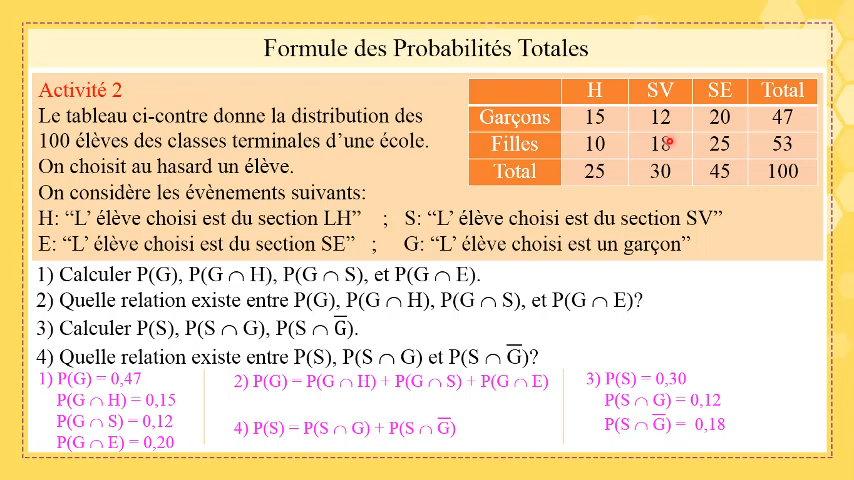 Formule des Probabilités Totales
Activité 2
Le tableau ci-contre donne la distribution des
100 élèves des classes terminales d'une école.
On choisit au hasard un élève.
On considère les évènements suivants:
H: “L' élève choisi est du section LH” ; S: “L' élève choisi est du section SV”
E: “L' élève choisi est du section SE” ; G: “L' élève choisi est un garçon”
H SV SE Total
Garçons 15 12 20 47
Filles 10 18 25 53
Total 25 30 45 100
1) Calculer P(G), P(G ∩ H), P(G ∩ S), et P(G ∩ E).
2) Quelle relation existe entre P(G), P(G ∩ H), P(G ∩ S), et P(G ∩ E)?
3) Calculer P(S), P(S ∩ G), P(S ∩ G̅).
4) Quelle relation existe entre P(S), P(S ∩ G) et P(S ∩ G̅)?
1) P(G) = 0,47
P(G ∩ H) = 0,15
P(G ∩ S) = 0,12
P(G ∩ E) = 0,20
2) P(G) = P(G ∩ H) + P(G ∩ S) + P(G ∩ E)
4) P(S) = P(S ∩ G) + P(S ∩ G̅)
3) P(S) = 0,30
P(S ∩ G) = 0,12
P(S ∩ G̅) = 0,18